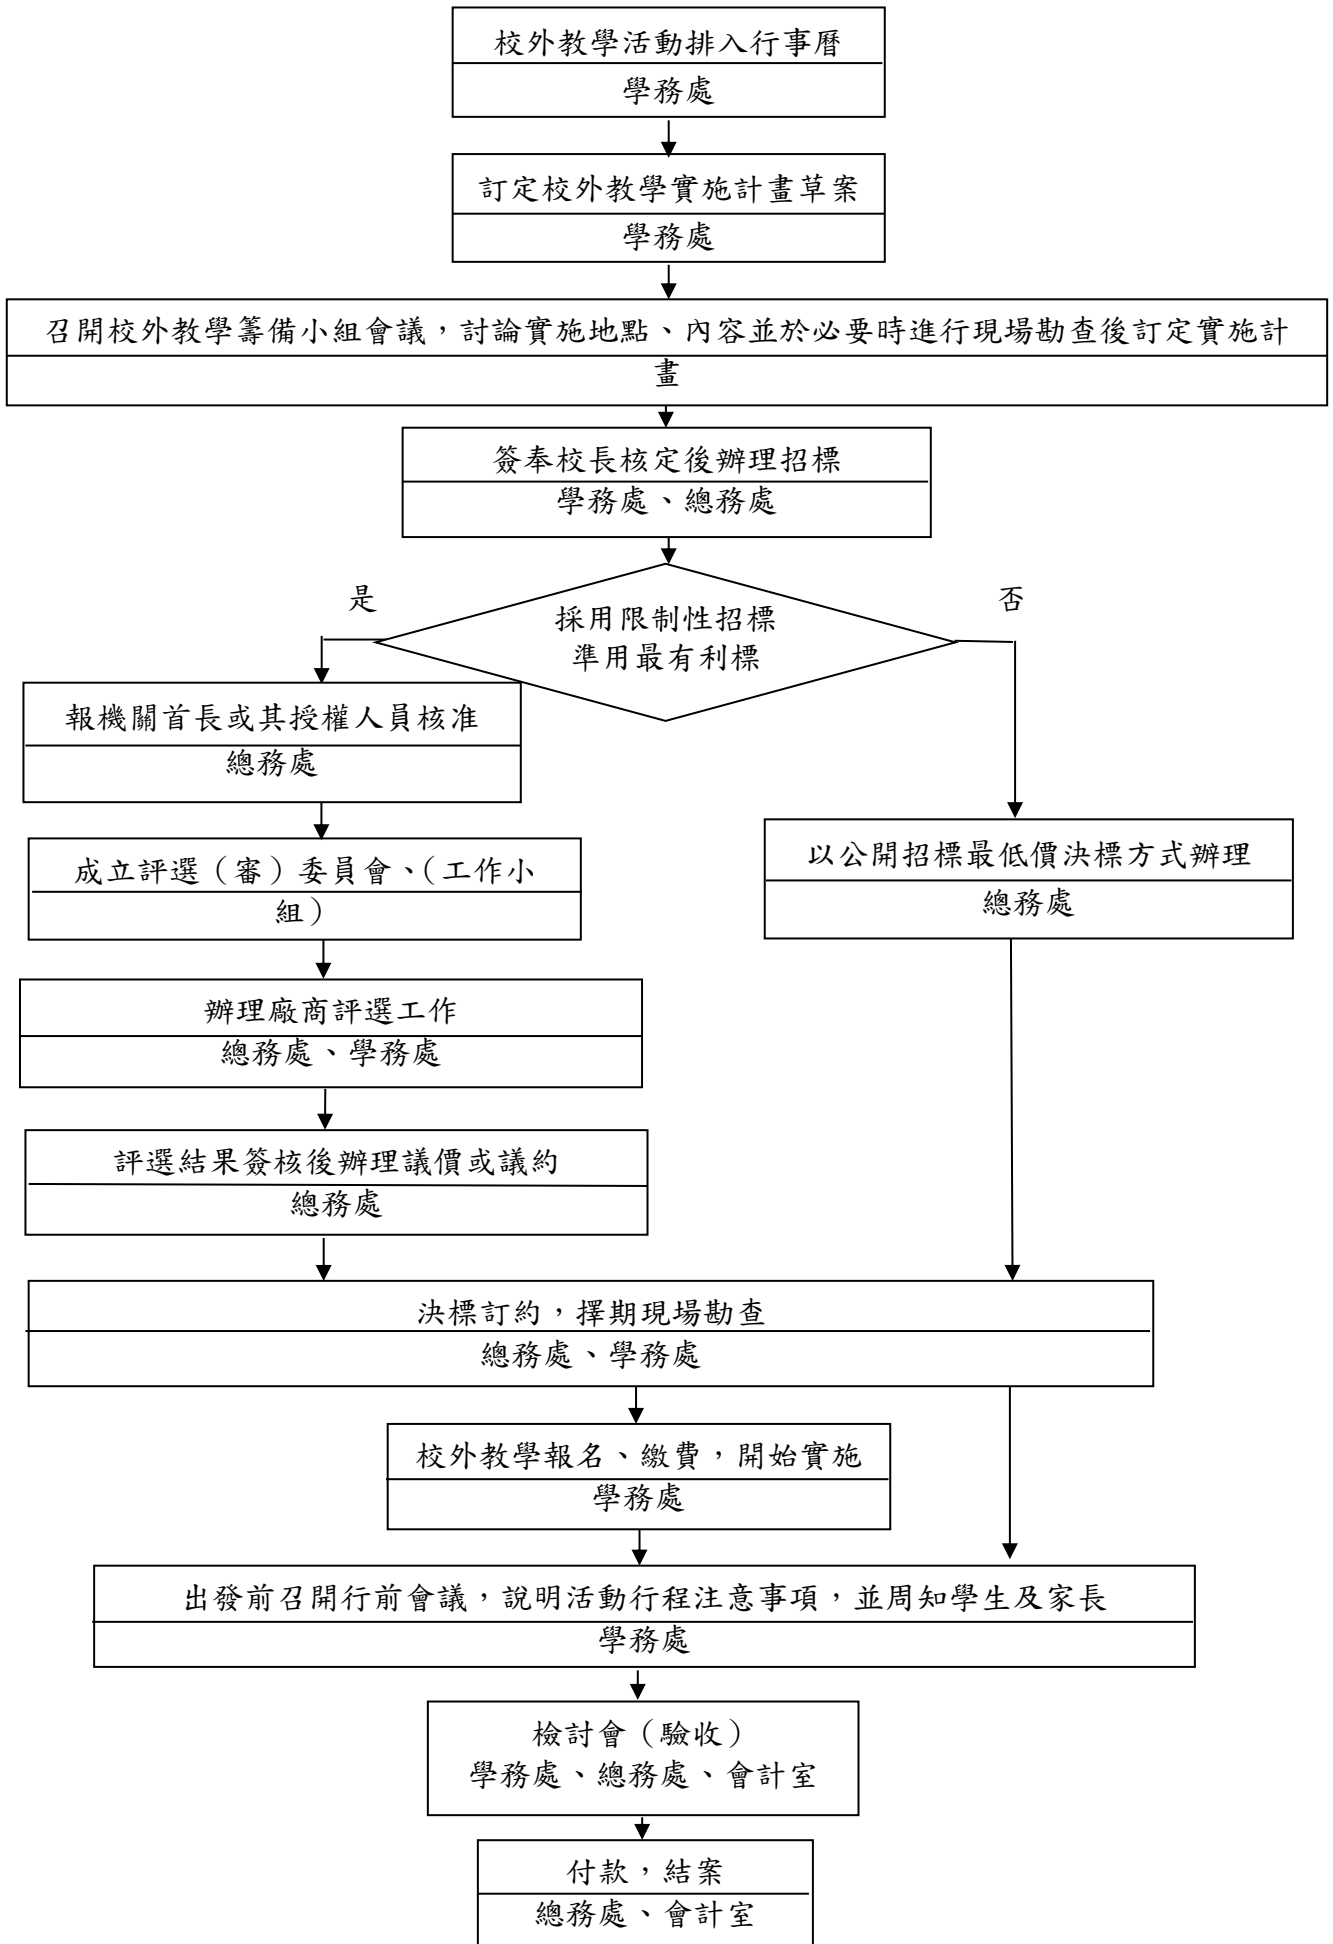 校外教學活動排入行事曆
學務處
訂定校外教學實施計畫草案
學務處
召開校外教學籌備小組會議，討論實施地點、內容並於必要時進行現場勘查後訂定實施計
畫
簽奉校長核定後辦理招標
學務處、總務處
是
否
採用限制性招標
準用最有利標
報機關首長或其授權人員核准
總務處
成立評選（審）委員會、（工作小
組）
以公開招標最低價決標方式辦理
總務處
辦理廠商評選工作
總務處、學務處
評選結果簽核後辦理議價或議約
總務處
決標訂約，擇期現場勘查
總務處、學務處
校外教學報名、繳費，開始實施
學務處
出發前召開行前會議，說明活動行程注意事項，並周知學生及家長
學務處
檢討會（驗收）
學務處、總務處、會計室
付款，結案
總務處、會計室